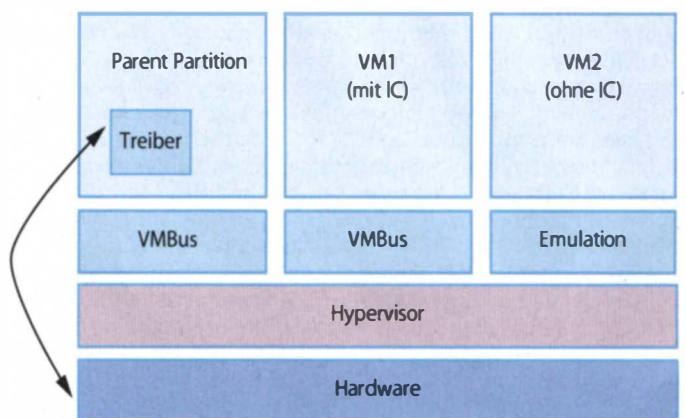 Parent Partition
Treiber
VM1
(mit IC)
VM2
(ohne IC)
VMBus
VMBus
Emulation
Hypervisor
Hardware